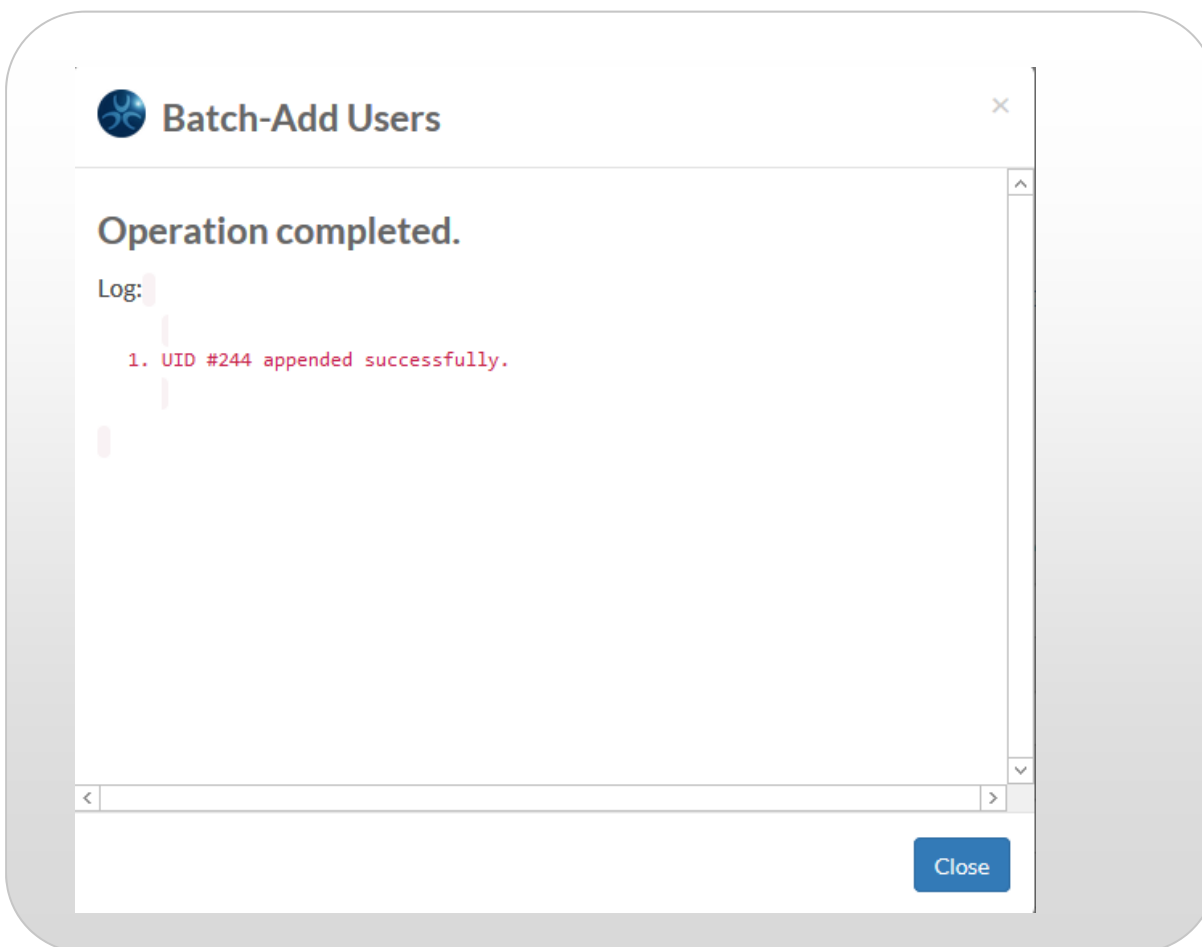 Batch-Add Users
×
Operation completed.
Log:
1. UID #244 appended successfully.
Close